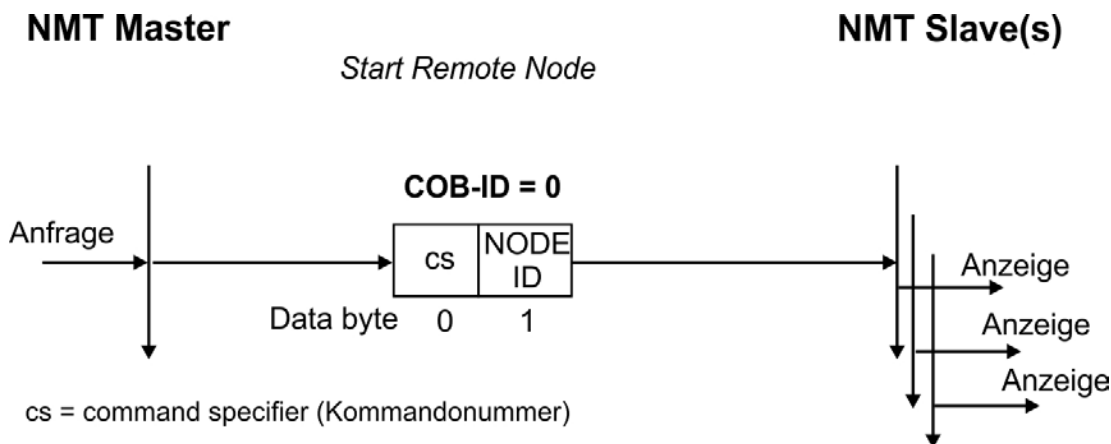 NMT Master
NMT Slave(s)
Start Remote Node
COB-ID = 0
Anfrage
cs
NODE
ID
Anzeige
Data byte 0 1
Anzeige
Anzeige
cs = command specifier (Kommandonummer)